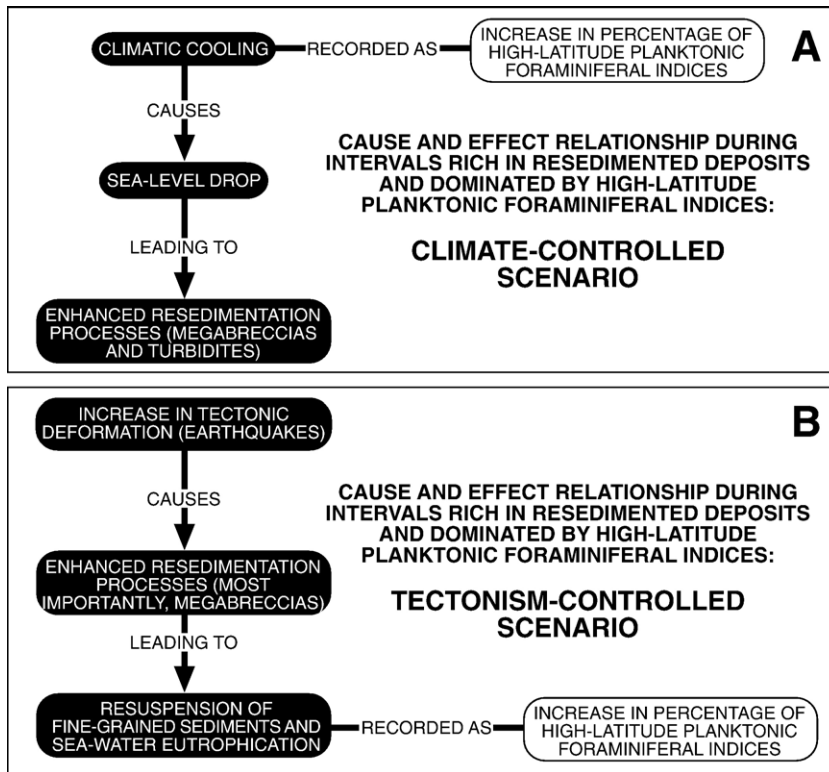 CLIMATIC COOLING
RECORDED AS
INCREASE IN PERCENTAGE OF
HIGH-LATITUDE PLANKTONIC
FORAMINIFERAL INDICES
A
CAUSES
SEA-LEVEL DROP
LEADING TO
ENHANCED RESEDIMENTATION
PROCESSES (MEGABRECCIAS
AND TURBIDITES)
CAUSE AND EFFECT RELATIONSHIP DURING
INTERVALS RICH IN RESEDIMENTED DEPOSITS
AND DOMINATED BY HIGH-LATITUDE
PLANKTONIC FORAMINIFERAL INDICES:
CLIMATE-CONTROLLED
SCENARIO
INCREASE IN TECTONIC
DEFORMATION (EARTHQUAKES)
B
CAUSES
ENHANCED RESEDIMENTATION
PROCESSES (MOST
IMPORTANTLY, MEGABRECCIAS)
LEADING TO
CAUSE AND EFFECT RELATIONSHIP DURING
INTERVALS RICH IN RESEDIMENTED DEPOSITS
AND DOMINATED BY HIGH-LATITUDE
PLANKTONIC FORAMINIFERAL INDICES:
TECTONISM-CONTROLLED
SCENARIO
RESUSPENSION OF
FINE-GRAINED SEDIMENTS AND
SEA-WATER EUTROPHICATION
RECORDED AS
INCREASE IN PERCENTAGE OF
HIGH-LATITUDE PLANKTONIC
FORAMINIFERAL INDICES